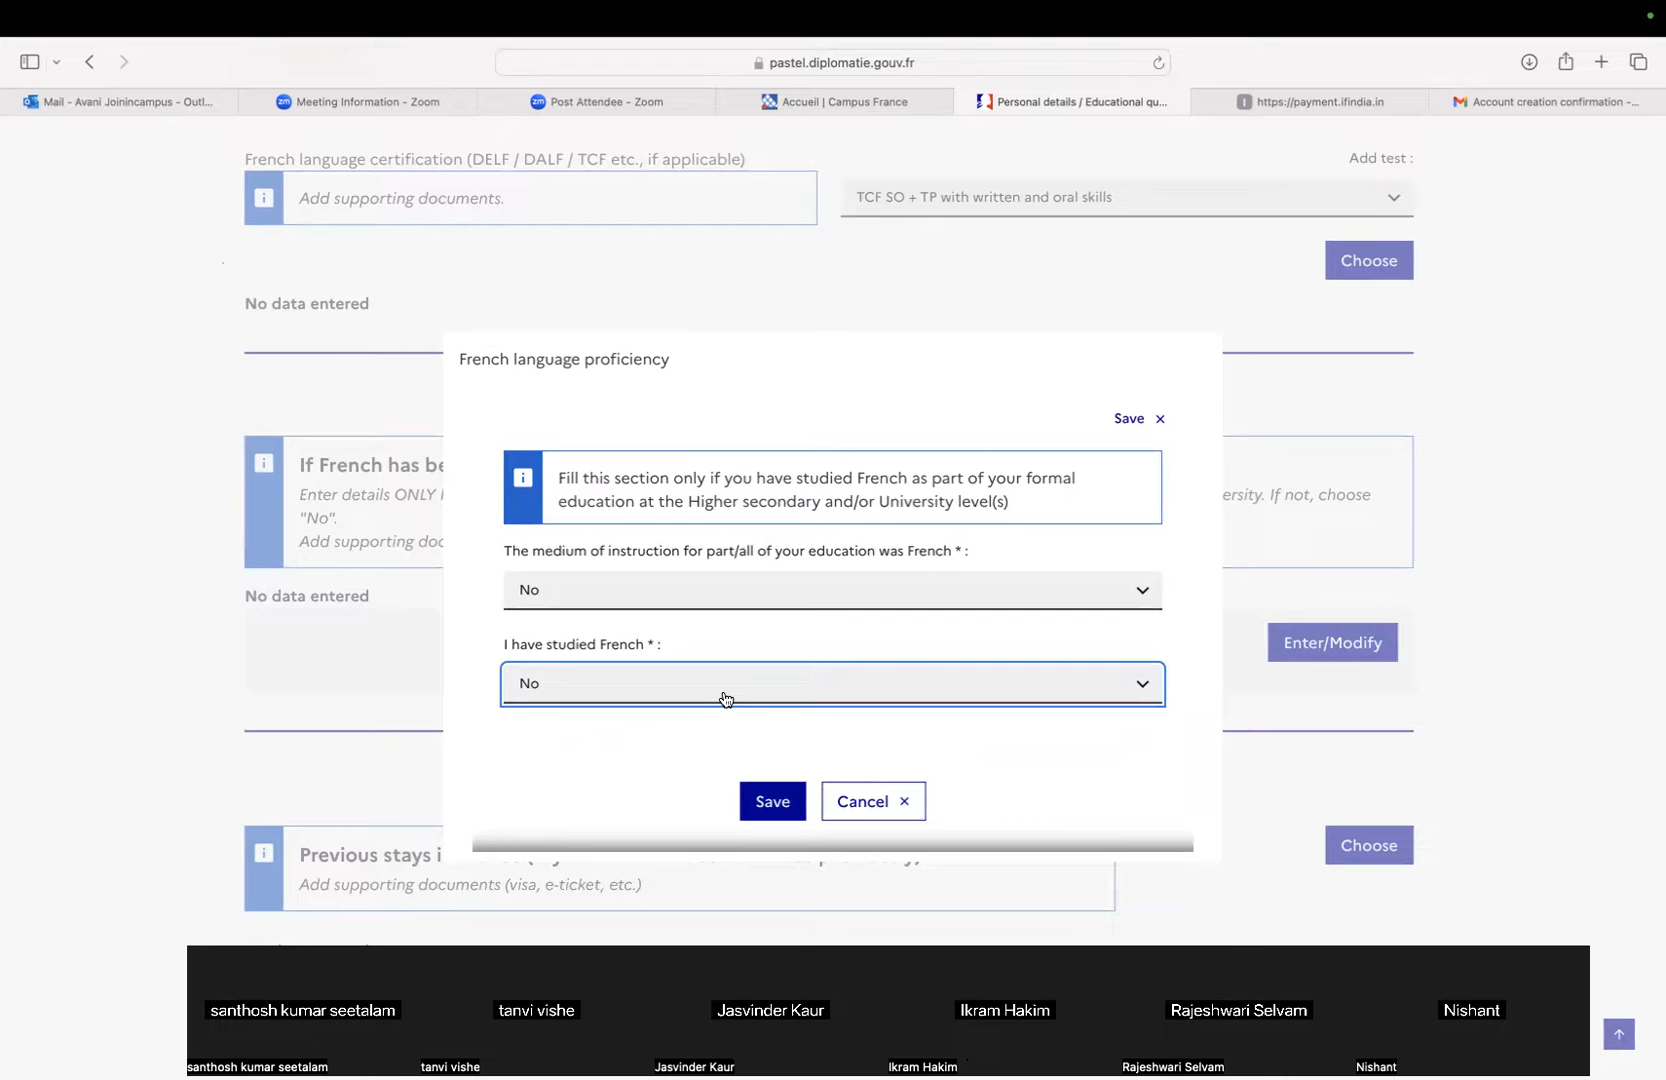 pastel.diplomatie.gouv.fr
Mail - Avani Joinincampus - Outl...
Meeting Information - Zoom
Post Attendee - Zoom
Accueil | Campus France
Personal details / Educational qu...
https://payment.ifindia.in
Account creation confirmation -...
French language certification (DELF / DALF / TCF etc., if applicable)
Add test :
Add supporting documents.
TCF SO + TP with written and oral skills
Choose
No data entered
French language proficiency
Save ×
Fill this section only if you have studied French as part of your formal
education at the Higher secondary and/or University level(s)
If French has be
Enter details ONLY
ersity. If not, choose
"No".
Add supporting doc
The medium of instruction for part/all of your education was French * :
No
No data entered
Enter/Modify
I have studied French * :
No
Save
Cancel ×
Previous stays i
Choose
Add supporting documents (visa, e-ticket, etc.)
santhosh kumar seetalam
tanvi vishe
Jasvinder Kaur
Ikram Hakim
Rajeshwari Selvam
Nishant
santhosh kumar seetalam
tanvi vishe
Jasvinder Kaur
Ikram Hakim
Rajeshwari Selvam
Nishant